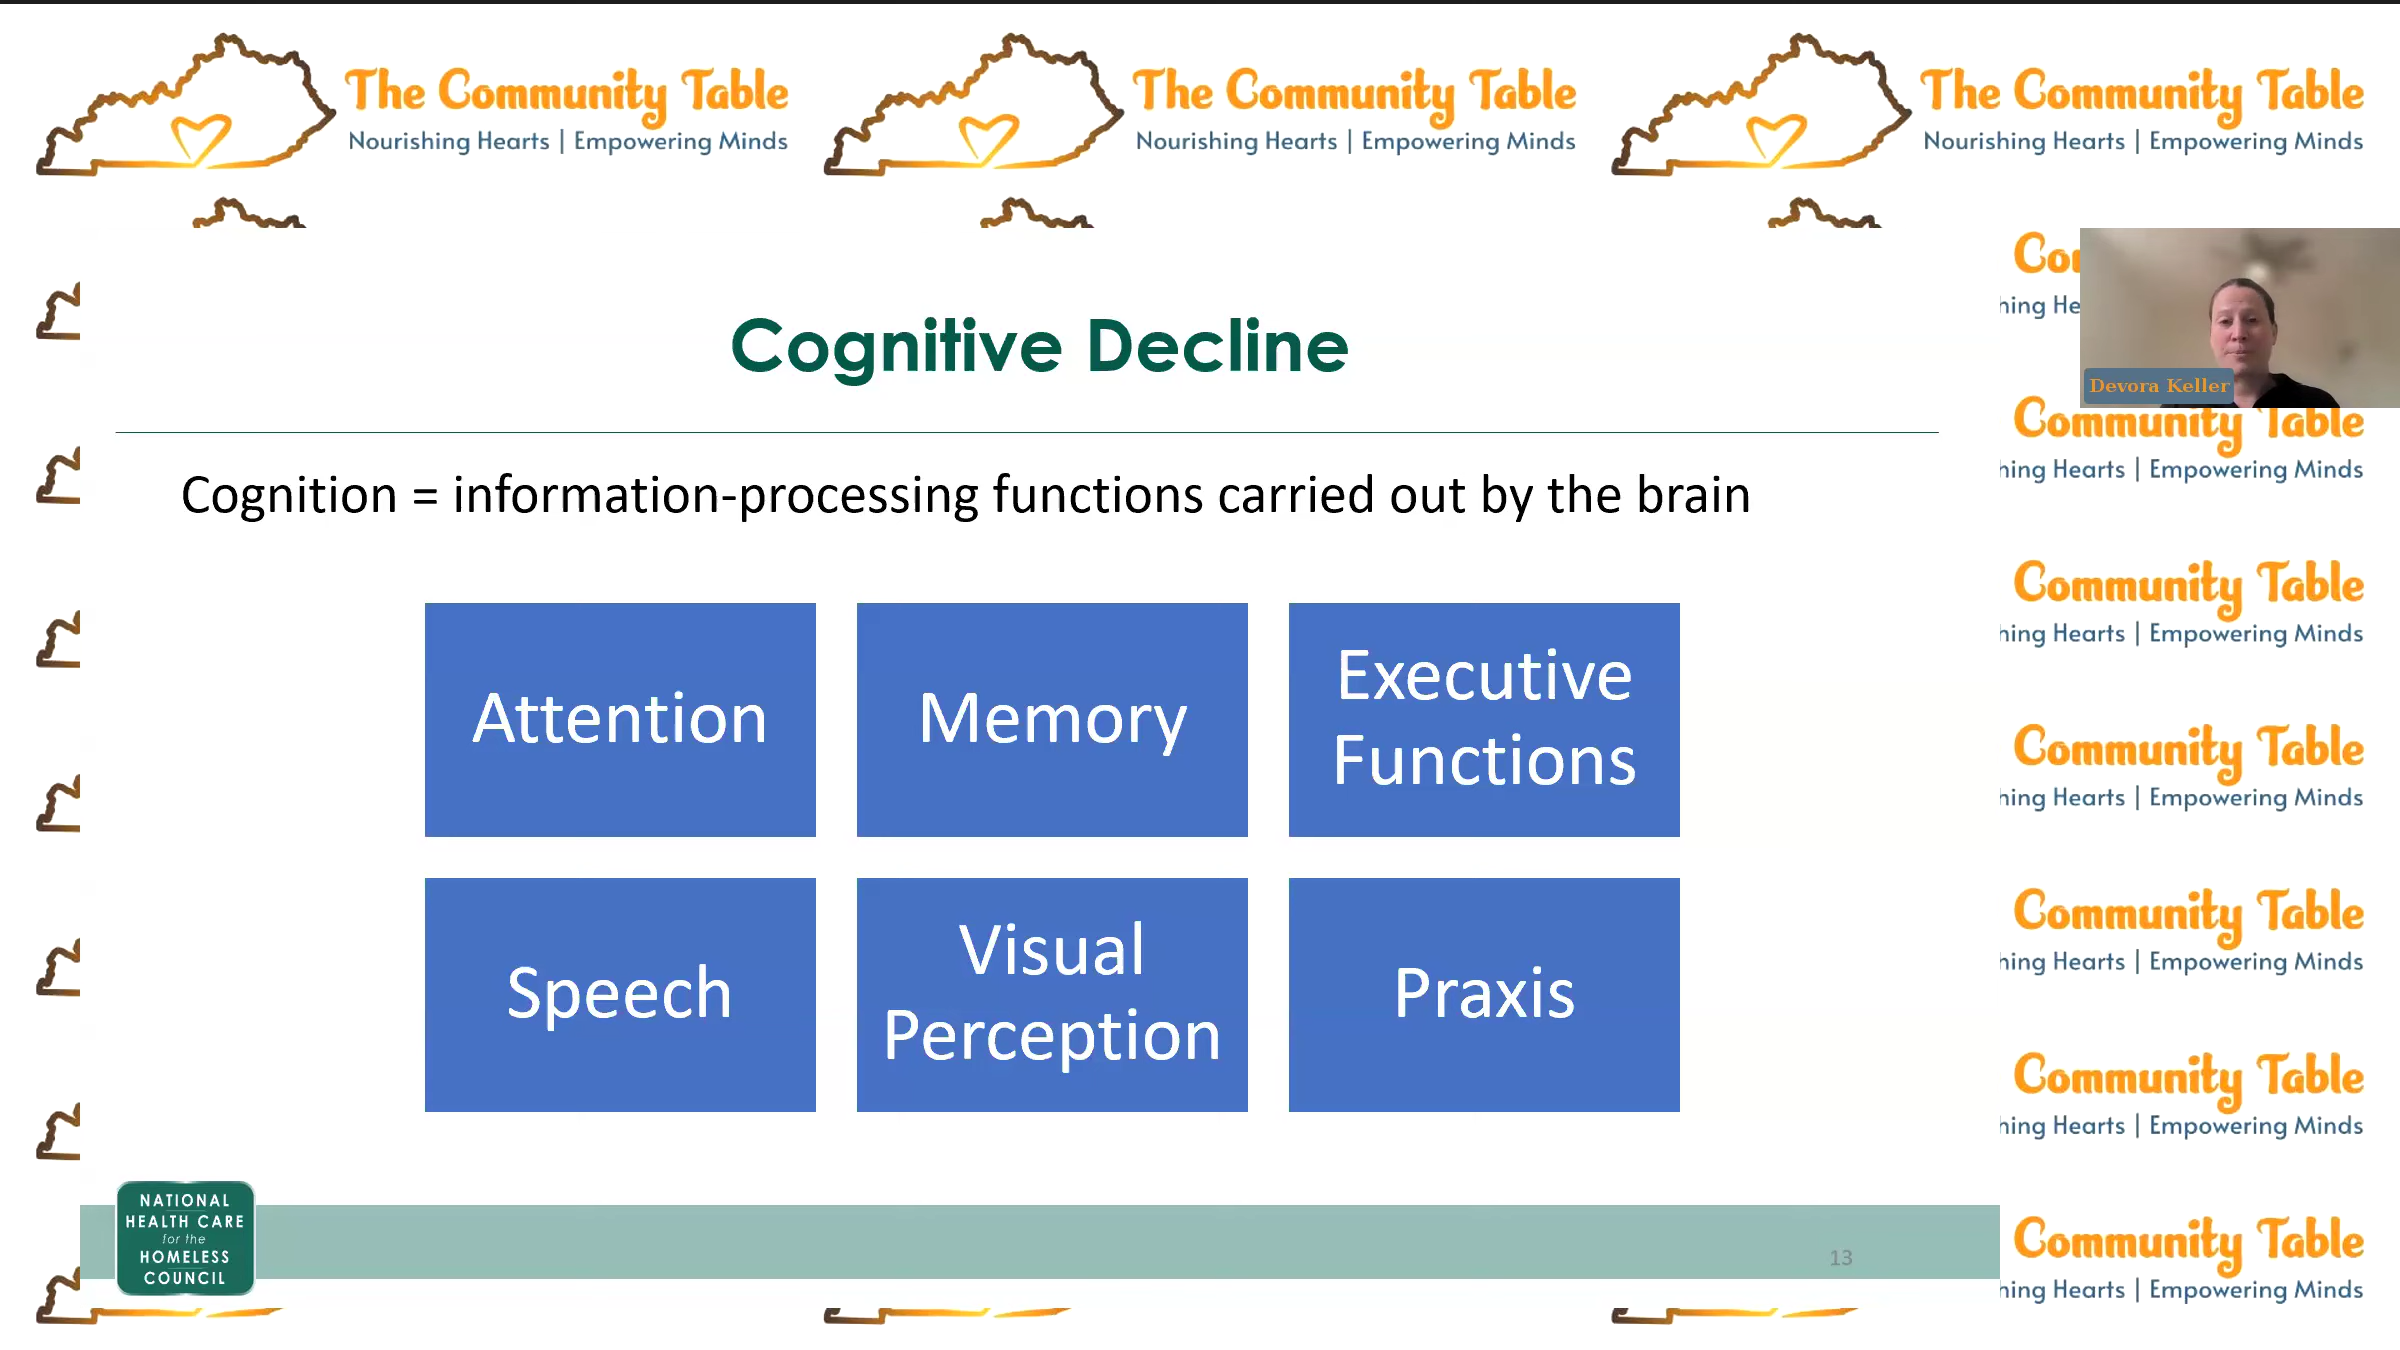 The Community Table The Community Table The Community Table
Nourishing Hearts | Empowering Minds Nourishing Hearts | Empowering Minds Nourishing Hearts | Empowering Minds
Cognitive Decline
Devora Keller
Community Table
hing Hearts | Empowering Minds
Cognition = information-processing functions carried out by the brain
Attention
Memory
Executive
Functions
Speech
Visual
Perception
Praxis
Community Table
hing Hearts | Empowering Minds
Community Table
hing Hearts | Empowering Minds
Community Table
hing Hearts | Empowering Minds
Community Table
hing Hearts | Empowering Minds
NATIONAL
HEALTH CARE
for the
HOMELESS
COUNCIL
13
Community Table
hing Hearts | Empowering Minds